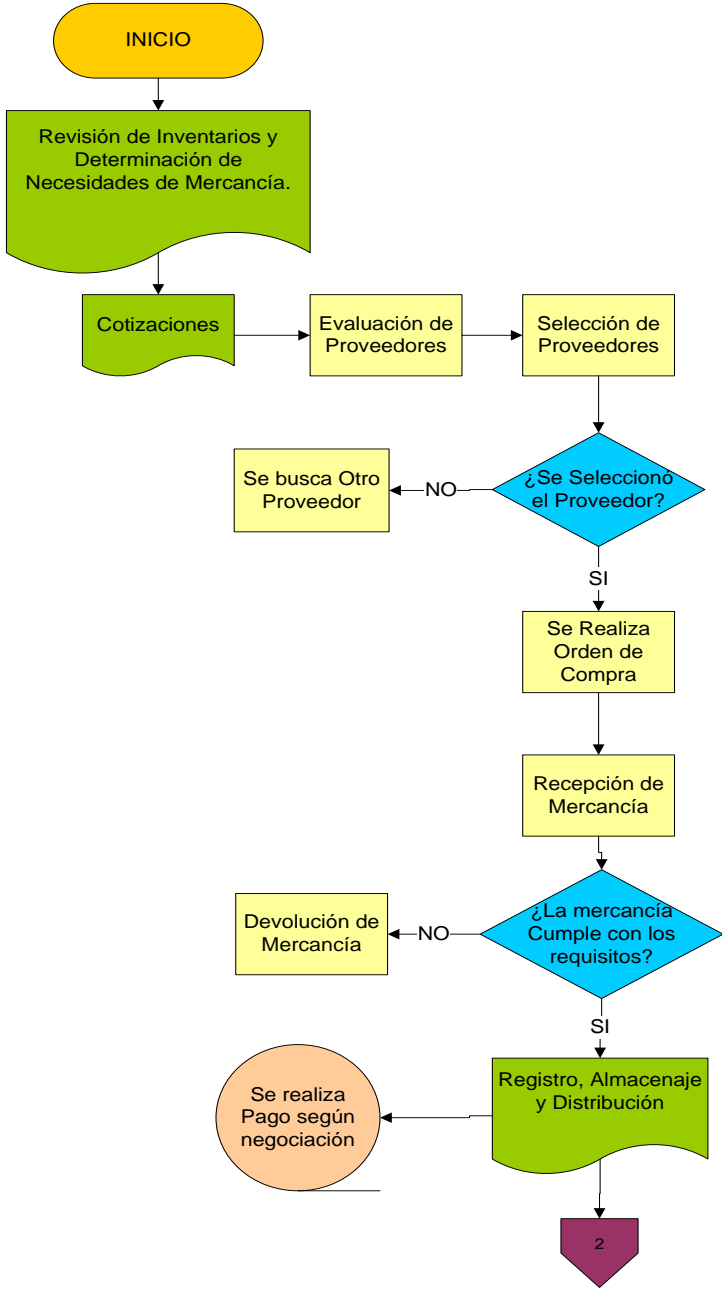 INICIO
Revisión de Inventarios y
Determinación de
Necesidades de Mercancía.
Cotizaciones
Evaluación de
Proveedores
Selección de
Proveedores
¿Se Seleccionó
el Proveedor?
NO
Se busca Otro
Proveedor
SI
Se Realiza
Orden de
Compra
Recepción de
Mercancía
¿La mercancía
Cumple con los
requisitos?
NO
Devolución de
Mercancía
SI
Registro, Almacenaje
y Distribución
Se realiza
Pago según
negociación
2